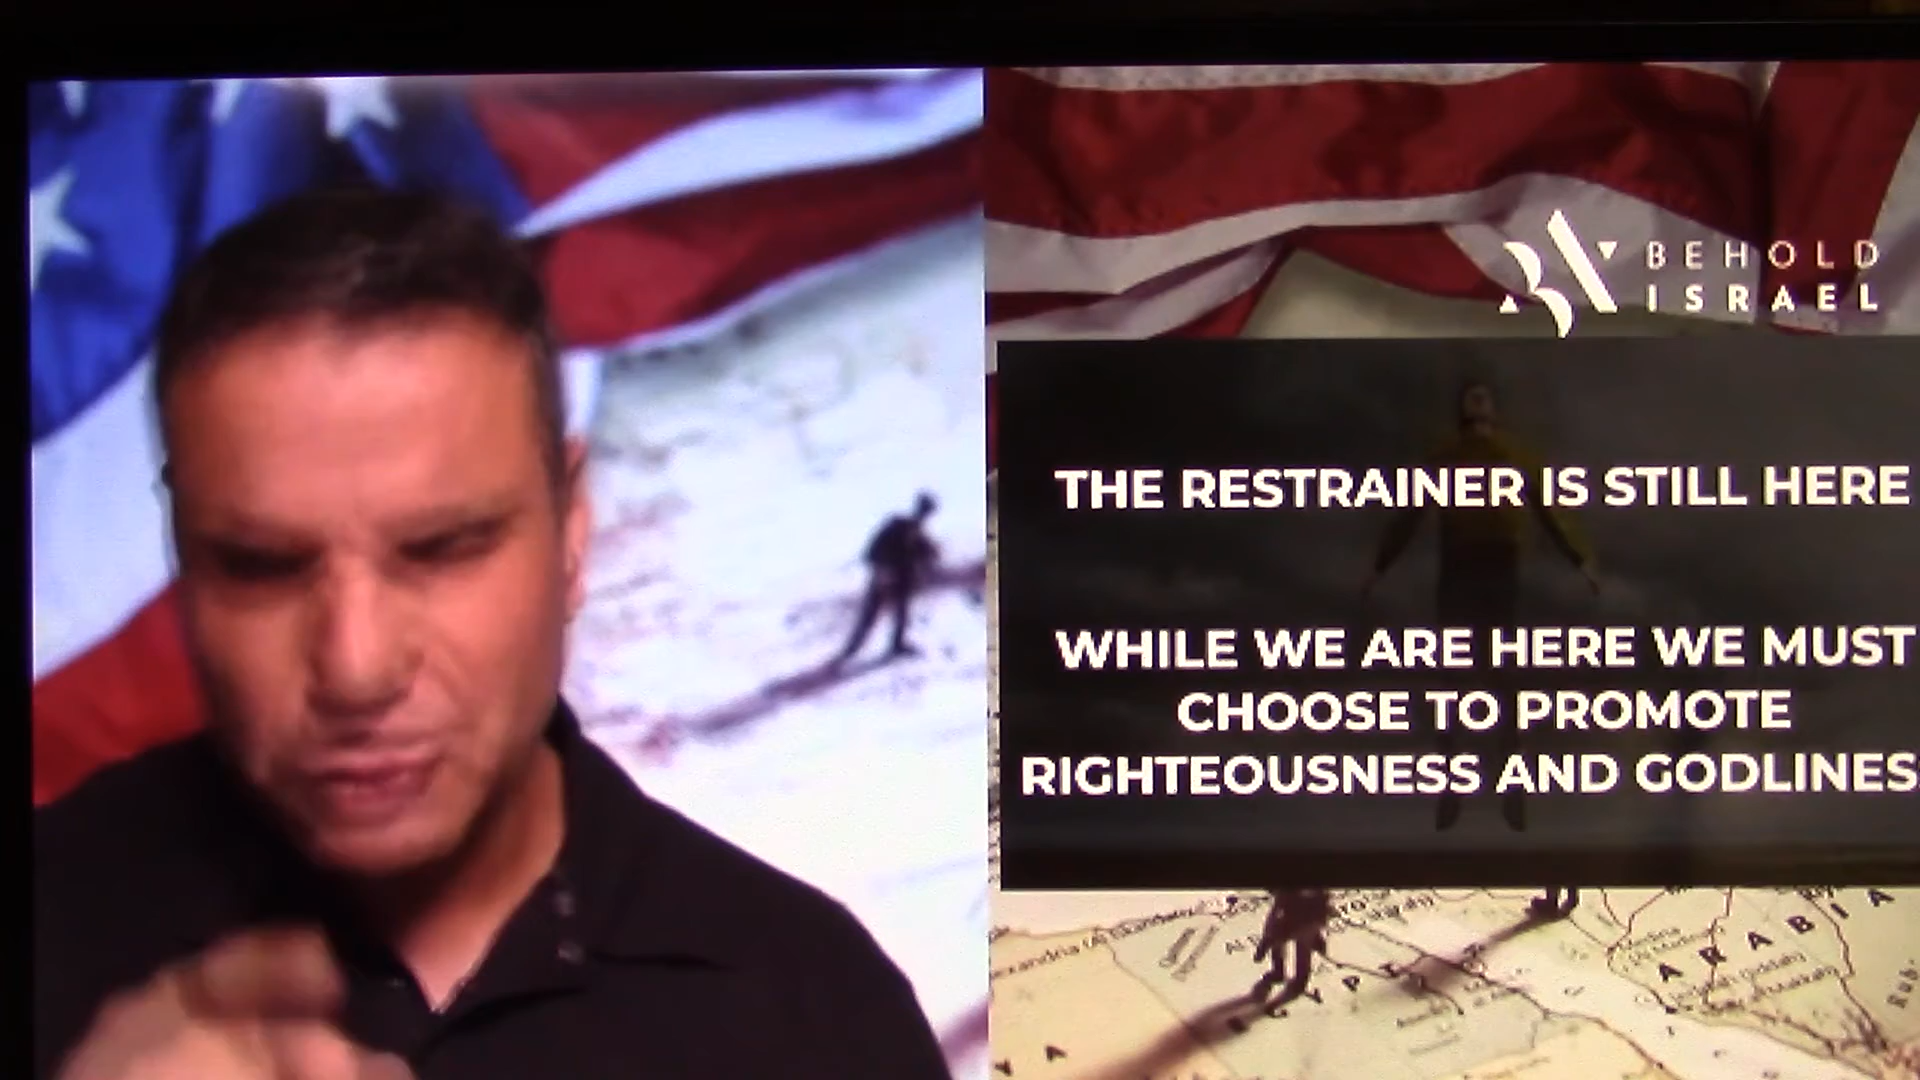 BEHOLD
ISRAEL
THE RESTRAINER IS STILL HERE
WHILE WE ARE HERE WE MUST
CHOOSE TO PROMOTE
RIGHTEOUSNESS AND GODLINES
ARABIA
YPT